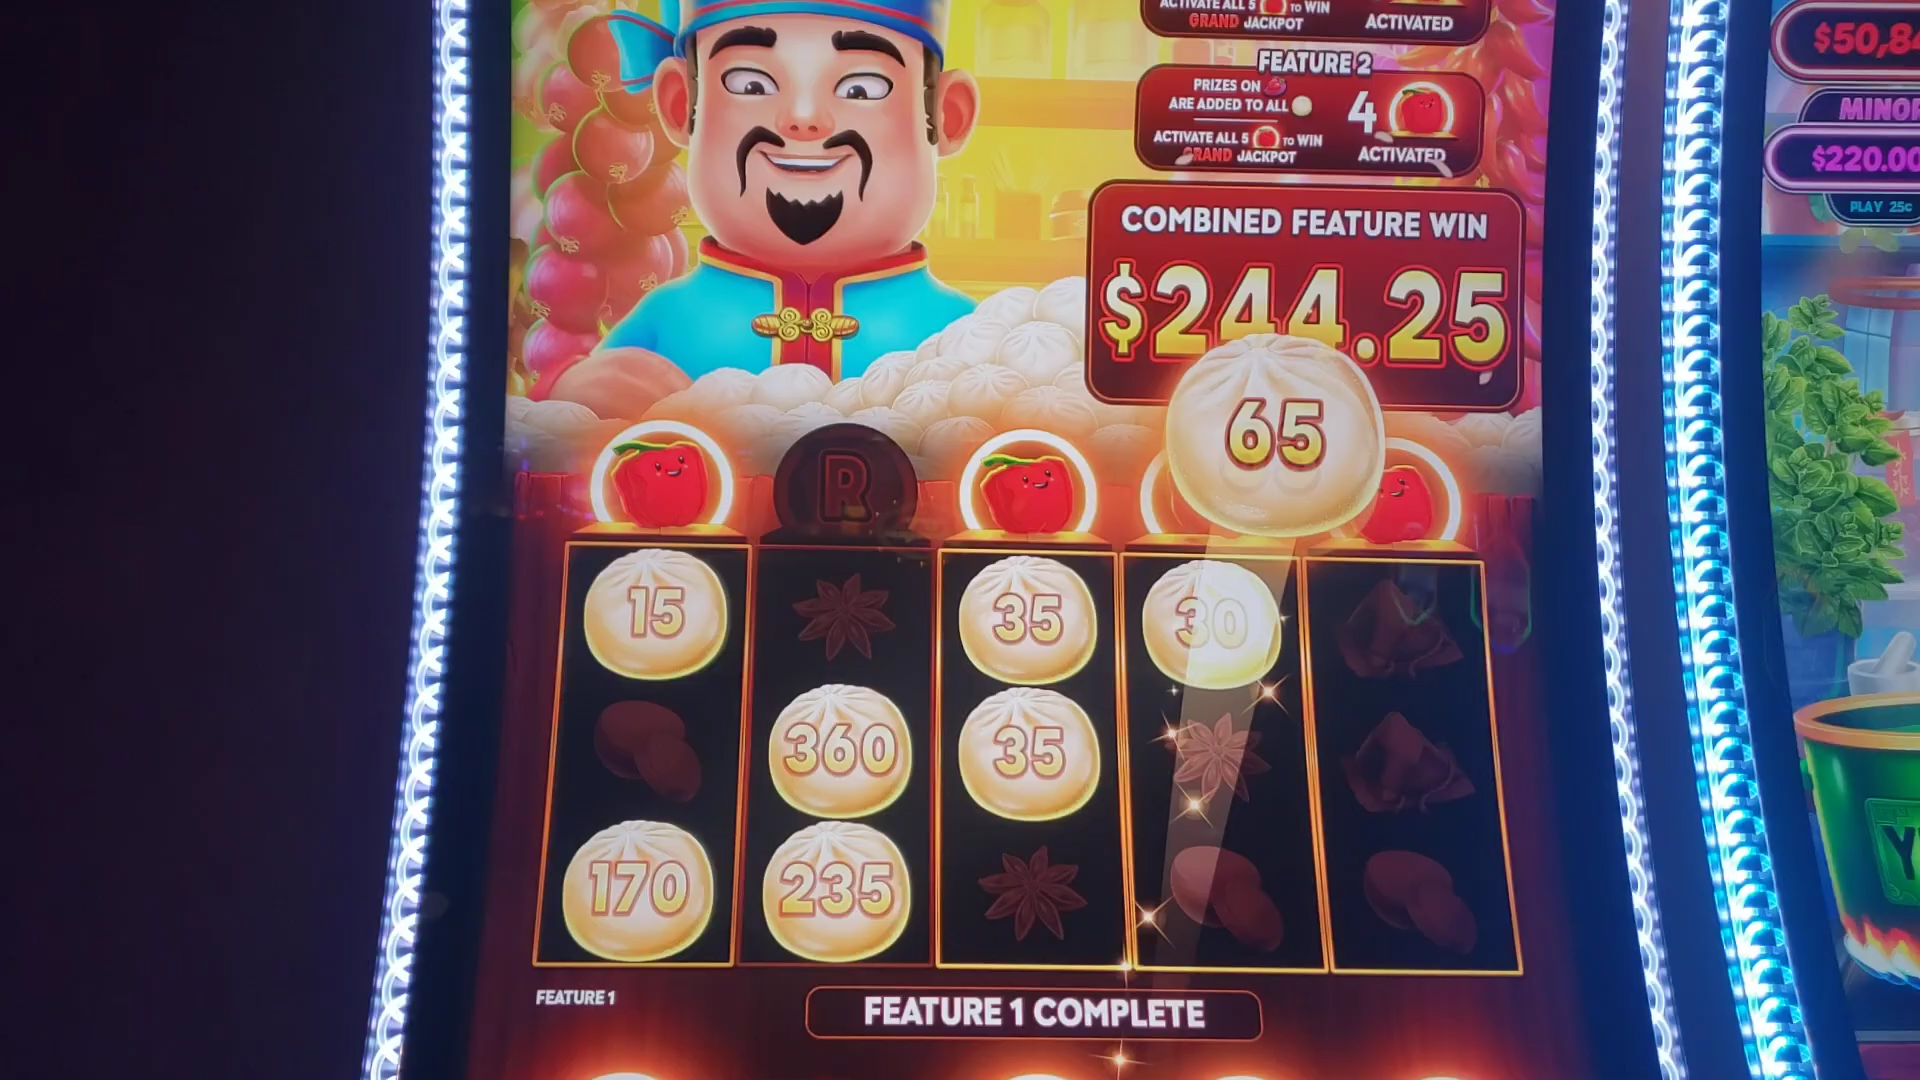 ACTIVATE ALL 5 TO WIN
GRAND JACKPOT
ACTIVATED
FEATURE 2
PRIZES ON
ARE ADDED TO ALL
4
ACTIVATE ALL 5 TO WIN
GRAND JACKPOT
ACTIVATED
COMBINED FEATURE WIN
$244.25
65
R
15
35
30
360
35
170
235
FEATURE 1
FEATURE 1 COMPLETE
$50,84
MINOR
$220.00
PLAY 25¢
Y